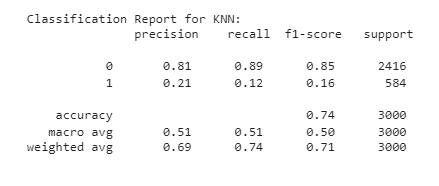 Classification Report for KNN:
precision recall f1-score support
0 0.81 0.89 0.85 2416
1 0.21 0.12 0.16 584
accuracy 0.74 3000
macro avg 0.51 0.51 0.50 3000
weighted avg 0.69 0.74 0.71 3000